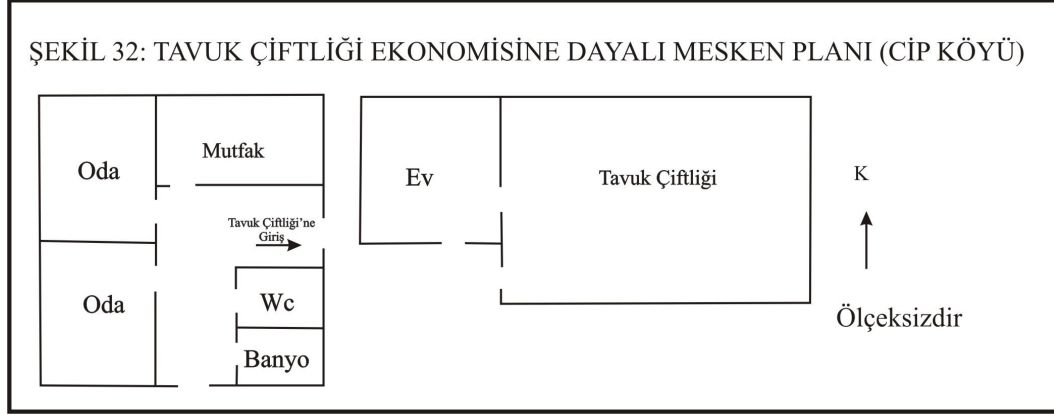 ŞEKİL 32: TAVUK ÇİFTLİĞİ EKONOMİSİNE DAYALI MESKEN PLANI (CİP KÖYÜ)
Oda
Mutfak
Tavuk Çiftliği'ne
Giriş
Oda
Wc
Banyo
Ev
Tavuk Çiftliği
K
Ölçeksizdir